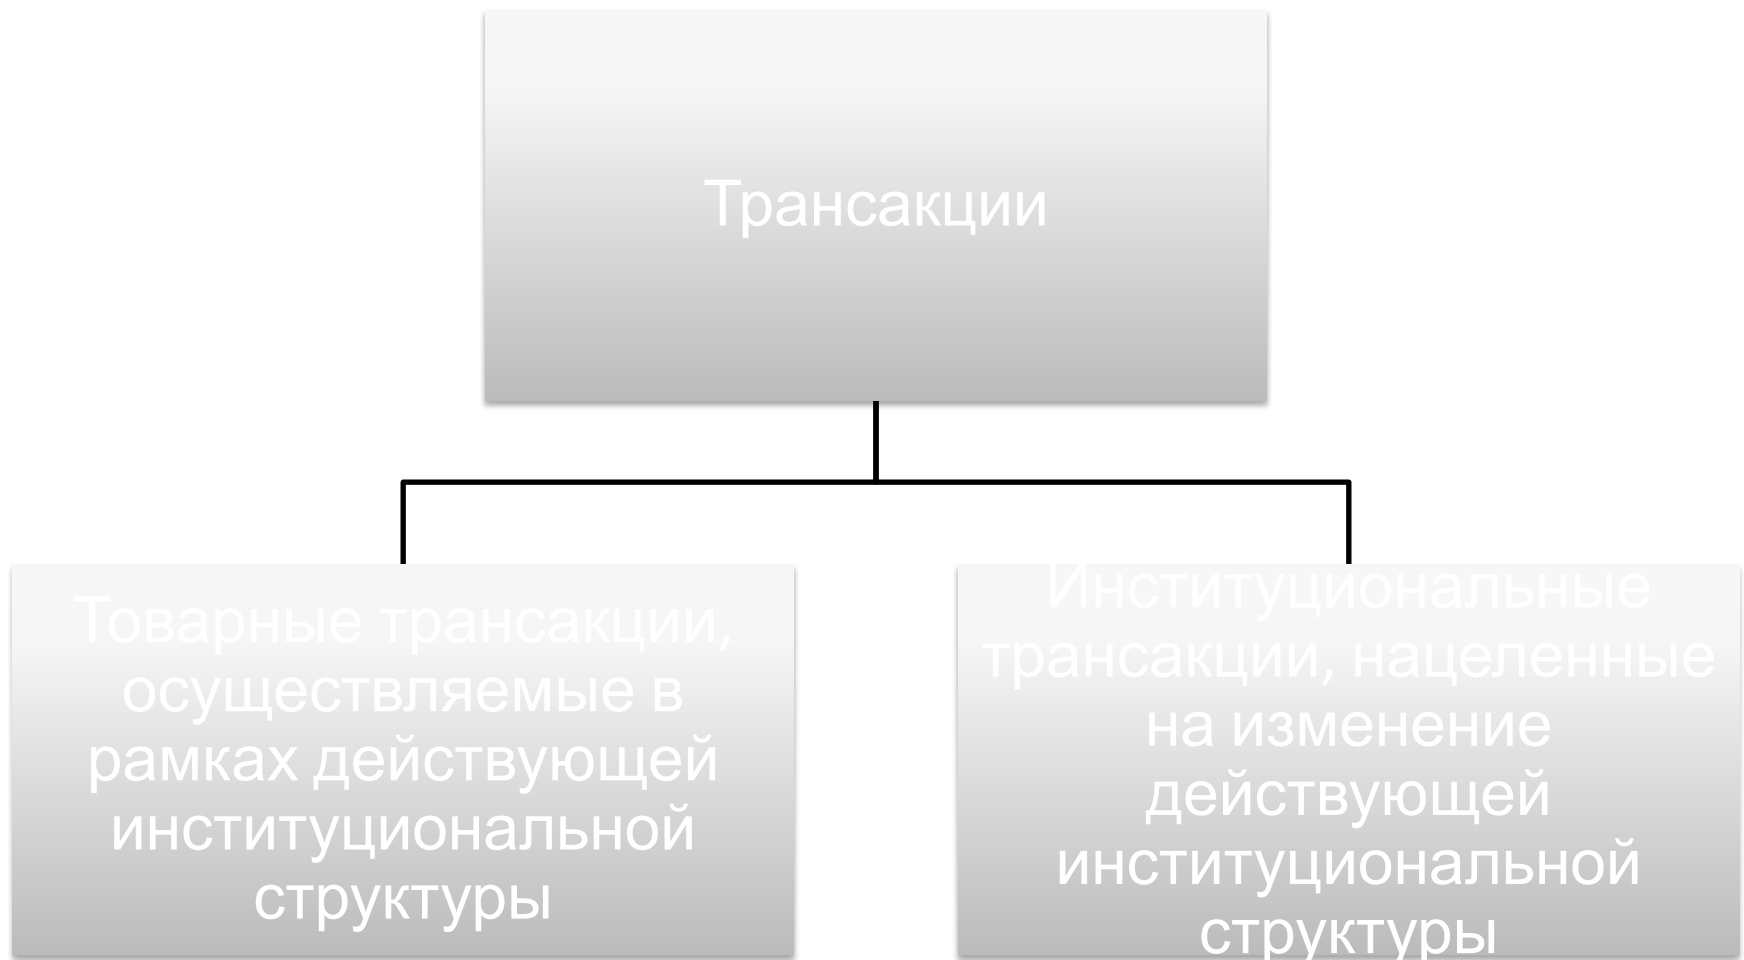 Трансакции
Товарные трансакции,
осуществляемые в
рамках действующей
институциональной
структуры
Институциональные
трансакции, нацеленные
на изменение
действующей
институциональной
структуры